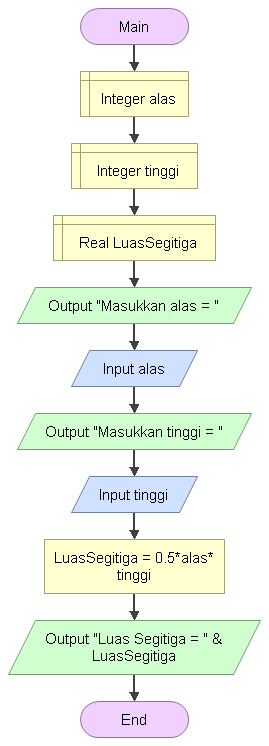 Main
Integer alas
Integer tinggi
Real LuasSegitiga
Output "Masukkan alas = "
Input alas
Output "Masukkan tinggi = "
Input tinggi
LuasSegitiga = 0.5*alas*
tinggi
Output "Luas Segitiga = " &
LuasSegitiga
End